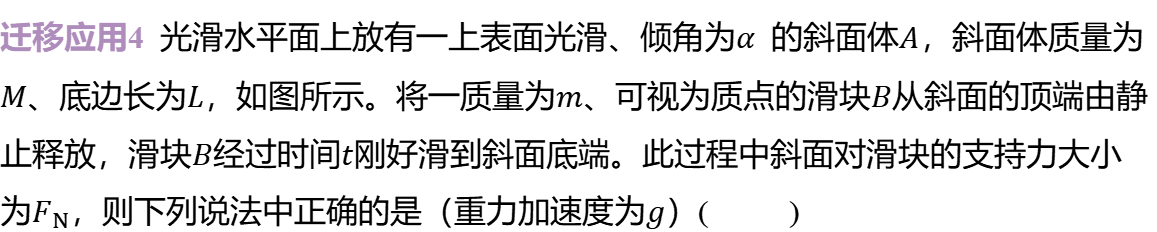 迁移应用4 光滑水平面上放有一上表面光滑、倾角为α 的斜面体A，斜面体质量为
M、底边长为L，如图所示。将一质量为m、可视为质点的滑块B从斜面的顶端由静
止释放，滑块B经过时间t刚好滑到斜面底端。此过程中斜面对滑块的支持力大小
为F_N，则下列说法中正确的是（重力加速度为g）(　　)